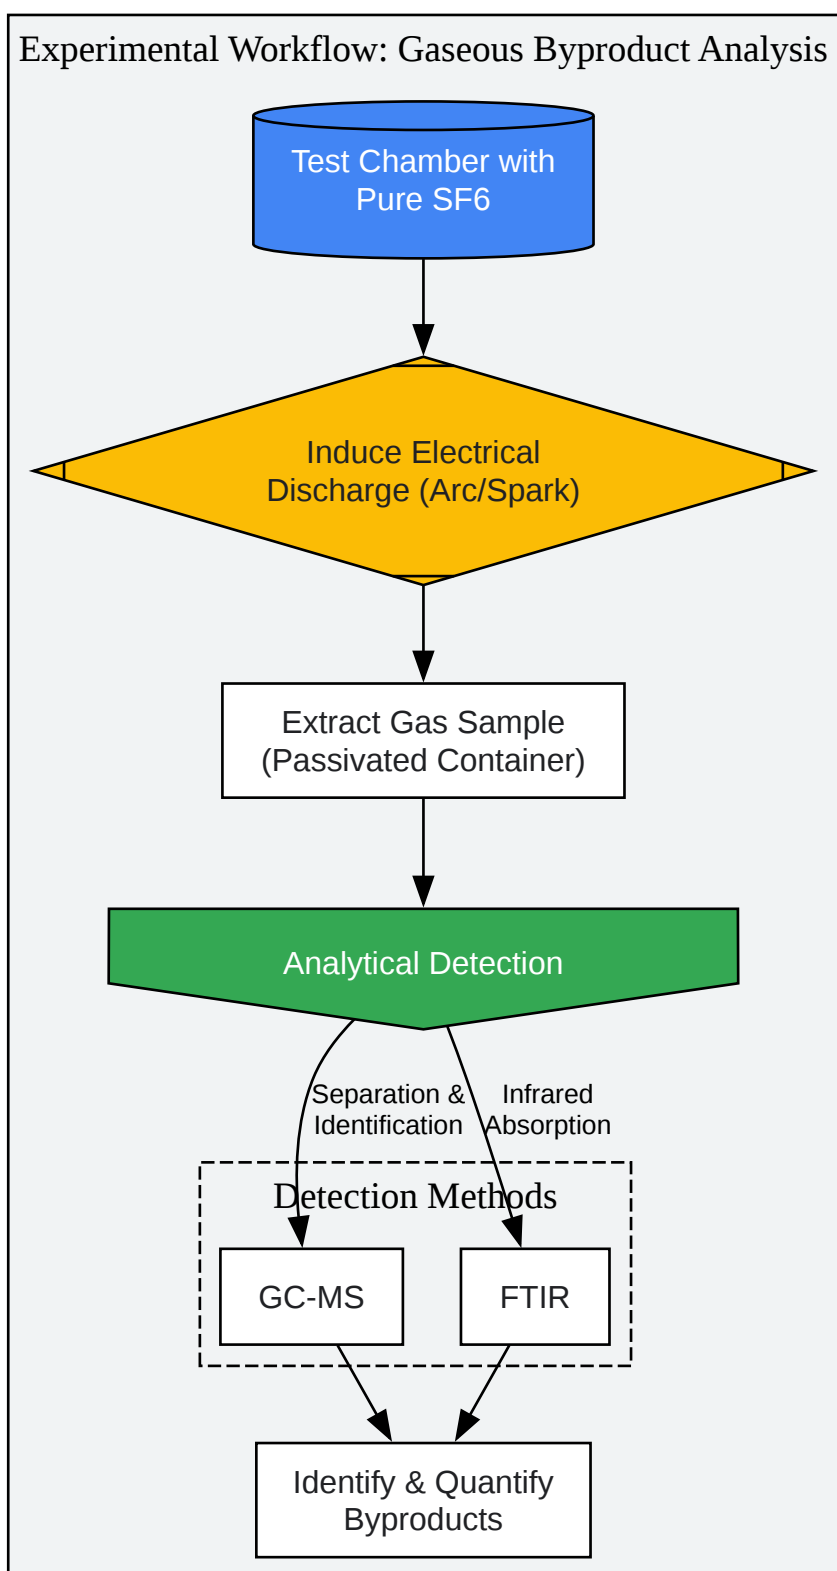 Experimental Workflow: Gaseous Byproduct Analysis
Test Chamber with
Pure SF6
Induce Electrical
Discharge (Arc/Spark)
Extract Gas Sample
(Passivated Container)
Analytical Detection
Separation &
Identification
Infrared
Absorption
Detection Methods
GC-MS
FTIR
Identify & Quantify
Byproducts